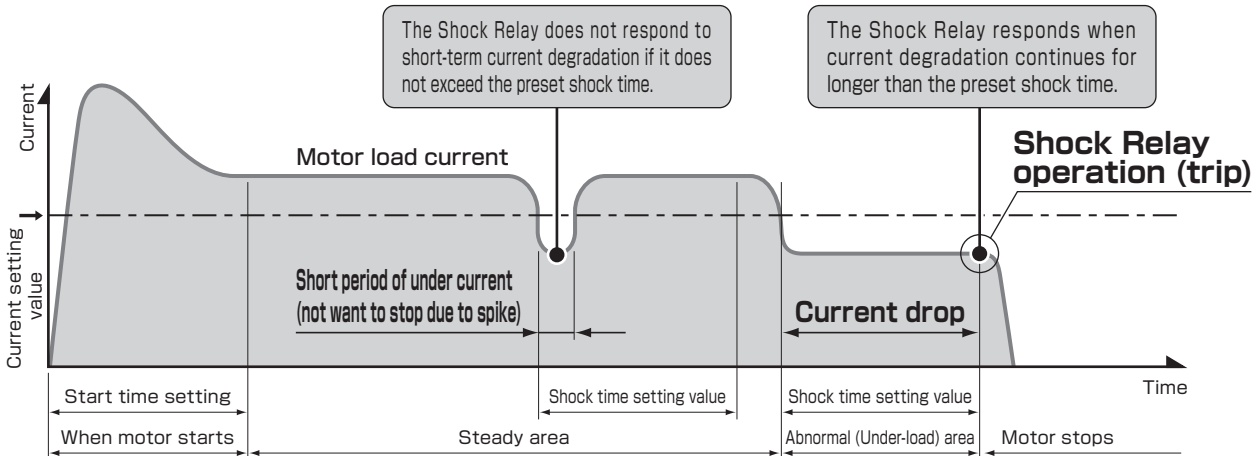 The Shock Relay does not respond to
short-term current degradation if it does
not exceed the preset shock time.
The Shock Relay responds when
current degradation continues for
longer than the preset shock time.
Current
Motor load current
Shock Relay
operation (trip)
Current setting
value
Short period of under current
(not want to stop due to spike)
Current drop
Time
Start time setting
Shock time setting value
Shock time setting value
When motor starts
Steady area
Abnormal (Under-load) area
Motor stops